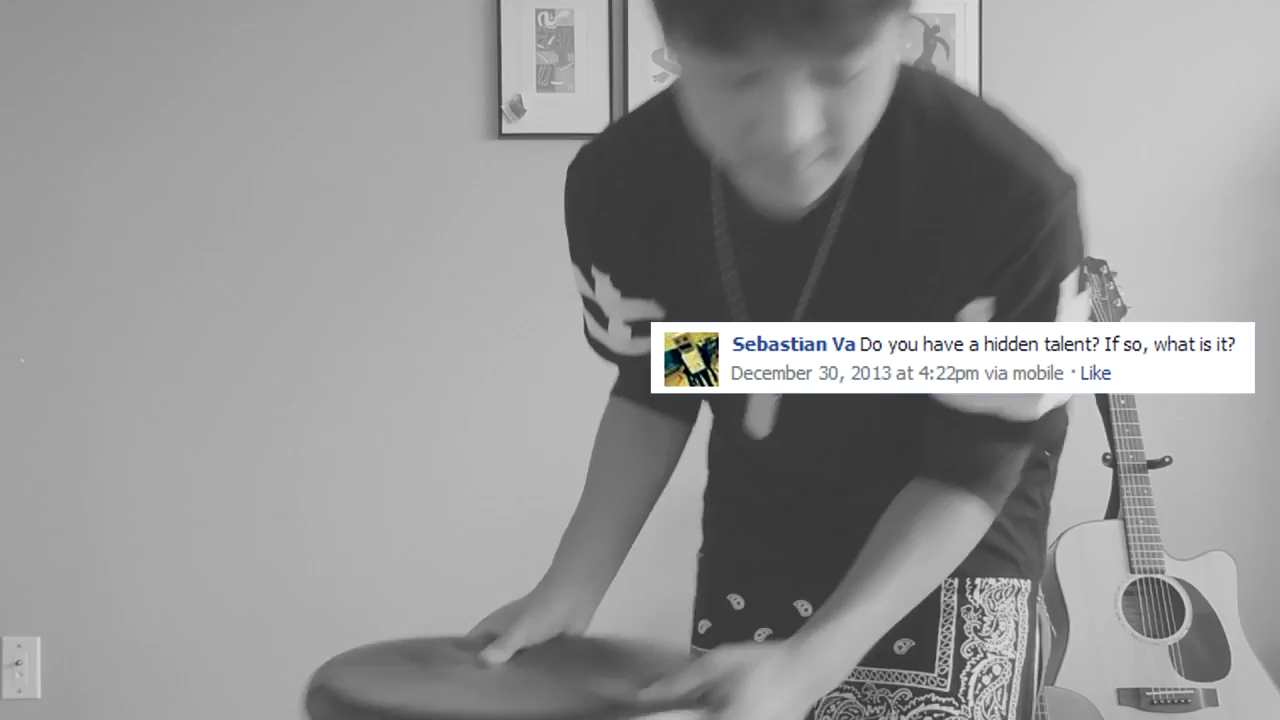 Sebastian Va Do you have a hidden talent? If so, what is it?
December 30, 2013 at 4:22pm via mobile · Like